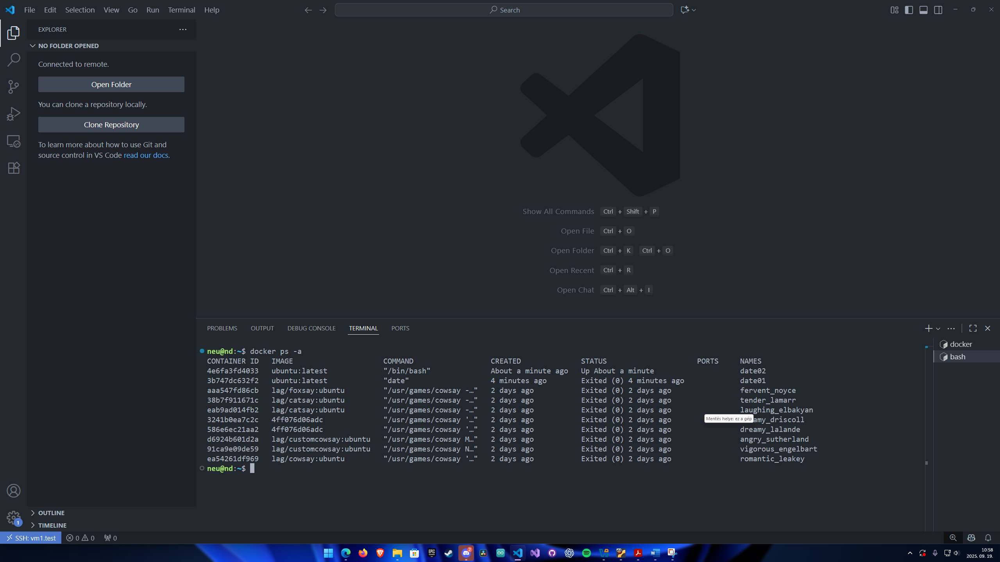 File Edit Selection View Go Run Terminal Help
Search
EXPLORER
NO FOLDER OPENED
Connected to remote.
Open Folder
You can clone a repository locally.
Clone Repository
To learn more about how to use Git and
source control in VS Code read our docs.
Show All Commands Ctrl + Shift + P
Open File Ctrl + O
Open Folder Ctrl + K Ctrl + O
Open Recent Ctrl + R
Open Chat Ctrl + Alt + I
PROBLEMS OUTPUT DEBUG CONSOLE TERMINAL PORTS
docker
bash
neu@nd:~$ docker ps -a
CONTAINER ID IMAGE COMMAND CREATED STATUS PORTS NAMES
4e6fa3fd4033 ubuntu:latest "/bin/bash" About a minute ago Up About a minute date02
3b747dc632f2 ubuntu:latest "date" 4 minutes ago Exited (0) 4 minutes ago date01
aaa547fd86cb lag/foxsay:ubuntu "/usr/games/cowsay -…" 2 days ago Exited (0) 2 days ago fervent_noyce
38b7f911671c lag/catsay:ubuntu "/usr/games/cowsay -…" 2 days ago Exited (0) 2 days ago tender_lamarr
eab9ad014fb2 lag/catsay:ubuntu "/usr/games/cowsay -…" 2 days ago Exited (0) 2 days ago laughing_elbakyan
3241b0ea7c2c 4ff076d06adc "/usr/games/cowsay '…" 2 days ago Exited (0) 2 days ago amy_driscoll
Mentés helye: ez a gép
586e6ec21aa2 4ff076d06adc "/usr/games/cowsay '…" 2 days ago Exited (0) 2 days ago dreamy_lalande
d6924b601d2a lag/customcowsay:ubuntu "/usr/games/cowsay M…" 2 days ago Exited (0) 2 days ago angry_sutherland
91ca9e09de59 lag/customcowsay:ubuntu "/usr/games/cowsay N…" 2 days ago Exited (0) 2 days ago vigorous_engelbart
ea54261df969 lag/cowsay:ubuntu "/usr/games/cowsay '…" 2 days ago Exited (0) 2 days ago romantic_leakey
neu@nd:~$
OUTLINE
1
TIMELINE
SSH: vm1.test 0 0 0
EPIC GAMES
2
10:58
2025. 09. 19.